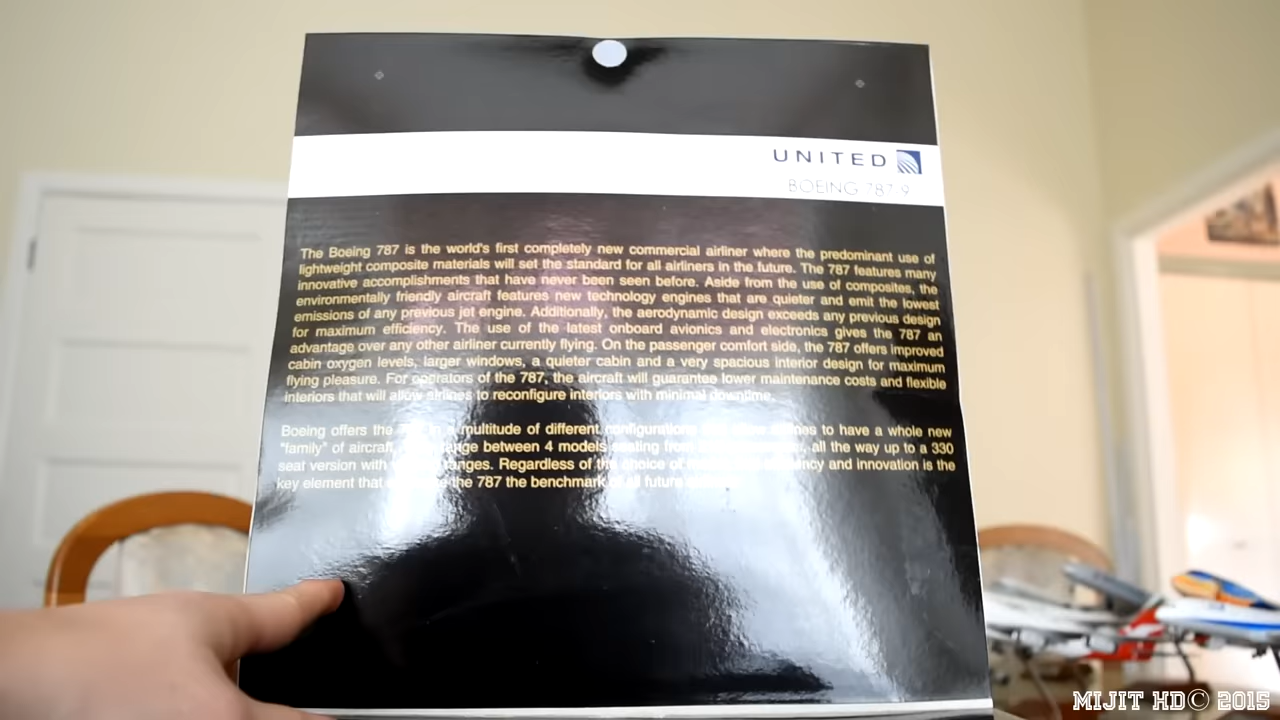 UNITED
BOEING 787-9
The Boeing 787 is the world's first completely new commercial airliner where the predominant use of
lightweight composite materials will set the standard for all airliners in the future. The 787 features many
innovative accomplishments that have never been seen before. Aside from the use of composites, the
environmentally friendly aircraft features new technology engines that are quieter and emit the lowest
emissions of any previous jet engine. Additionally, the aerodynamic design exceeds any previous design
for maximum efficiency. The use of the latest onboard avionics and electronics gives the 787 an
advantage over any other airliner currently flying. On the passenger comfort side, the 787 offers improved
cabin oxygen levels, larger windows, a quieter cabin and a very spacious interior design for maximum
flying pleasure. For operators of the 787, the aircraft will guarantee lower maintenance costs and flexible
interiors that will allow airlines to reconfigure interiors with minimal downtime.
Boeing offers the in a multitude of different configurations to have a whole new
"family" of aircraft, range between 4 models seating from all the way up to a 330
seat version with ranges. Regardless of the choice of and innovation is the
key element that the 787 the benchmark of all future
MIJIT HD© 2015